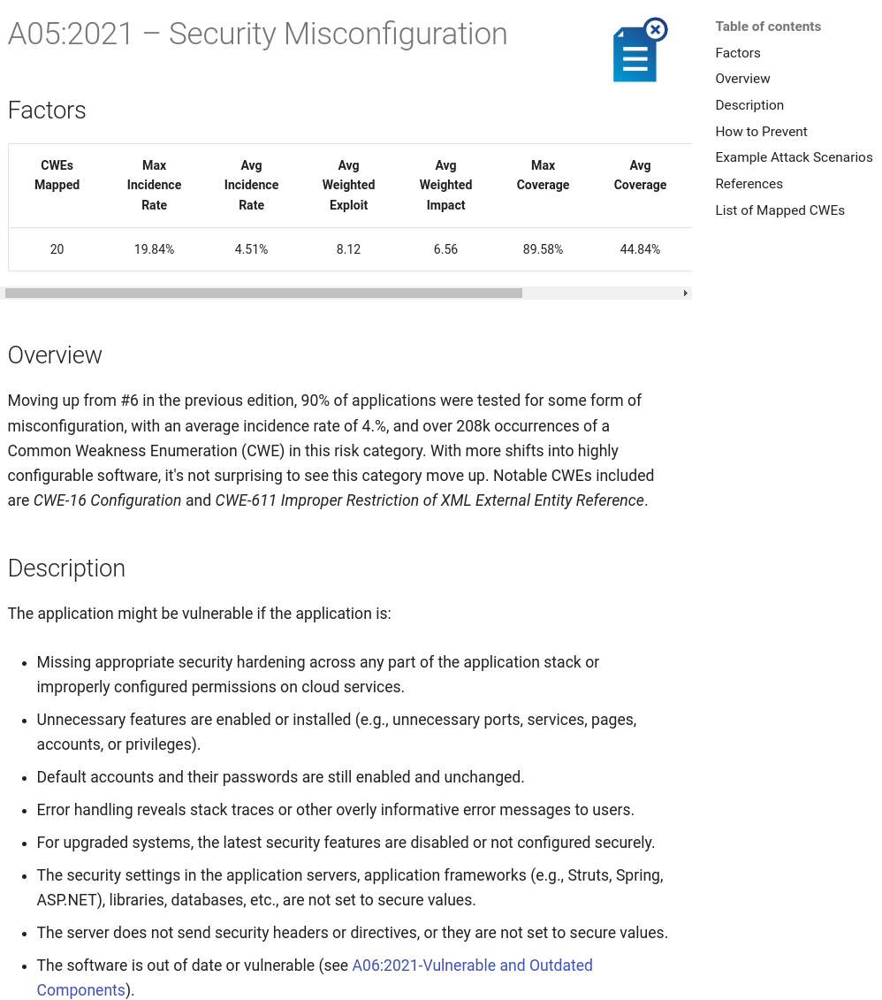 A05:2021 – Security Misconfiguration
Table of contents
Factors
Overview
Description
How to Prevent
Example Attack Scenarios
References
List of Mapped CWEs
Factors
CWEs Mapped Max Incidence Rate Avg Incidence Rate Avg Weighted Exploit Avg Weighted Impact Max Coverage Avg Coverage
20 19.84% 4.51% 8.12 6.56 89.58% 44.84%
Overview
Moving up from #6 in the previous edition, 90% of applications were tested for some form of
misconfiguration, with an average incidence rate of 4.%, and over 208k occurrences of a
Common Weakness Enumeration (CWE) in this risk category. With more shifts into highly
configurable software, it's not surprising to see this category move up. Notable CWEs included
are CWE-16 Configuration and CWE-611 Improper Restriction of XML External Entity Reference.
Description
The application might be vulnerable if the application is:
• Missing appropriate security hardening across any part of the application stack or
improperly configured permissions on cloud services.
• Unnecessary features are enabled or installed (e.g., unnecessary ports, services, pages,
accounts, or privileges).
• Default accounts and their passwords are still enabled and unchanged.
• Error handling reveals stack traces or other overly informative error messages to users.
• For upgraded systems, the latest security features are disabled or not configured securely.
• The security settings in the application servers, application frameworks (e.g., Struts, Spring,
ASP.NET), libraries, databases, etc., are not set to secure values.
• The server does not send security headers or directives, or they are not set to secure values.
• The software is out of date or vulnerable (see A06:2021-Vulnerable and Outdated
Components).